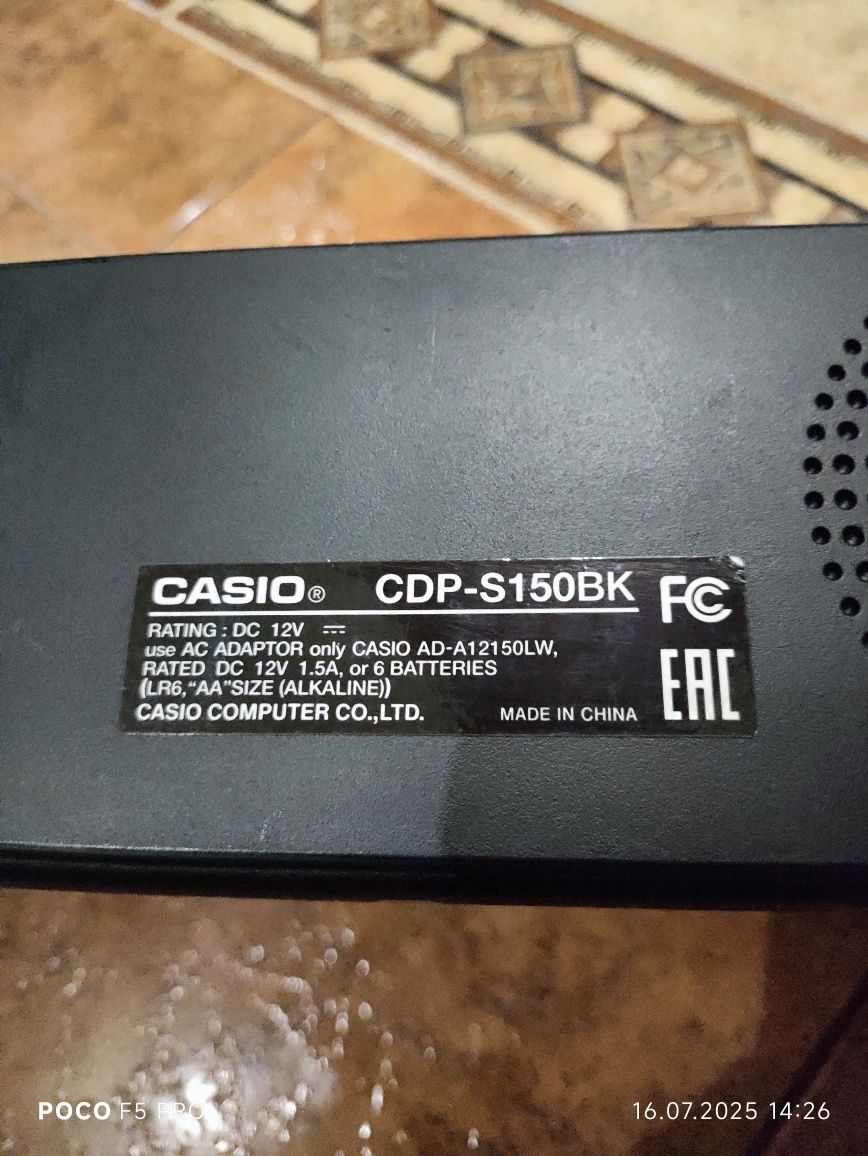 CASIO® CDP-S150BK FC
RATING : DC 12V ⎓
use AC ADAPTOR only CASIO AD-A12150LW,
RATED DC 12V 1.5A, or 6 BATTERIES
(LR6,“AA”SIZE (ALKALINE))
EAC
CASIO COMPUTER CO.,LTD. MADE IN CHINA
POCO F5 PRO 16.07.2025 14:26